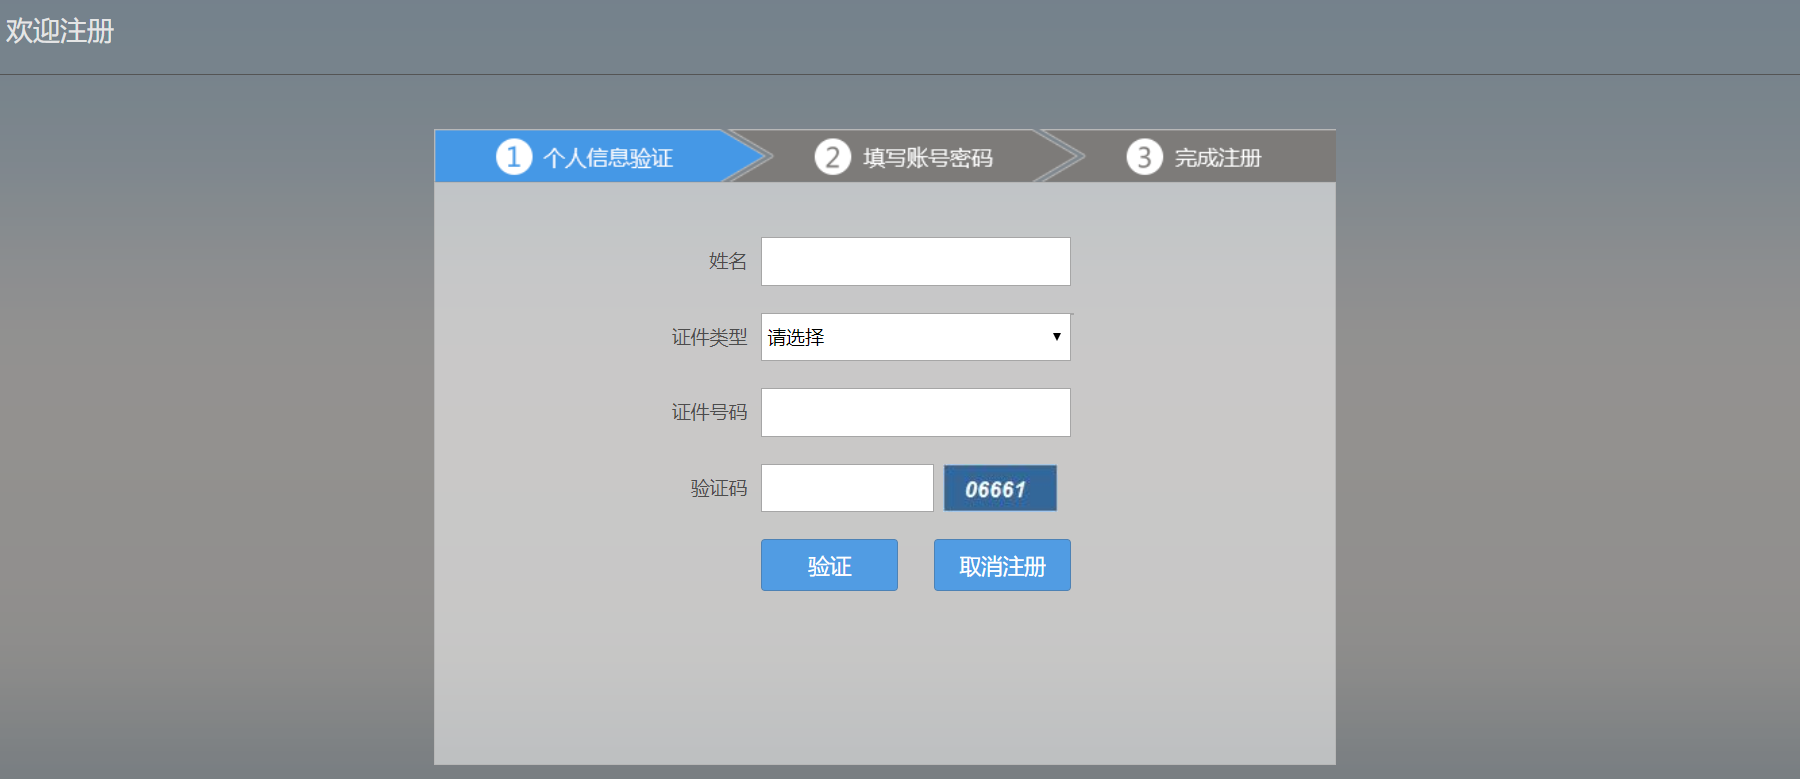 欢迎注册
1 个人信息验证 2 填写账号密码 3 完成注册
姓名
证件类型 请选择
证件号码
验证码 06661
验证 取消注册